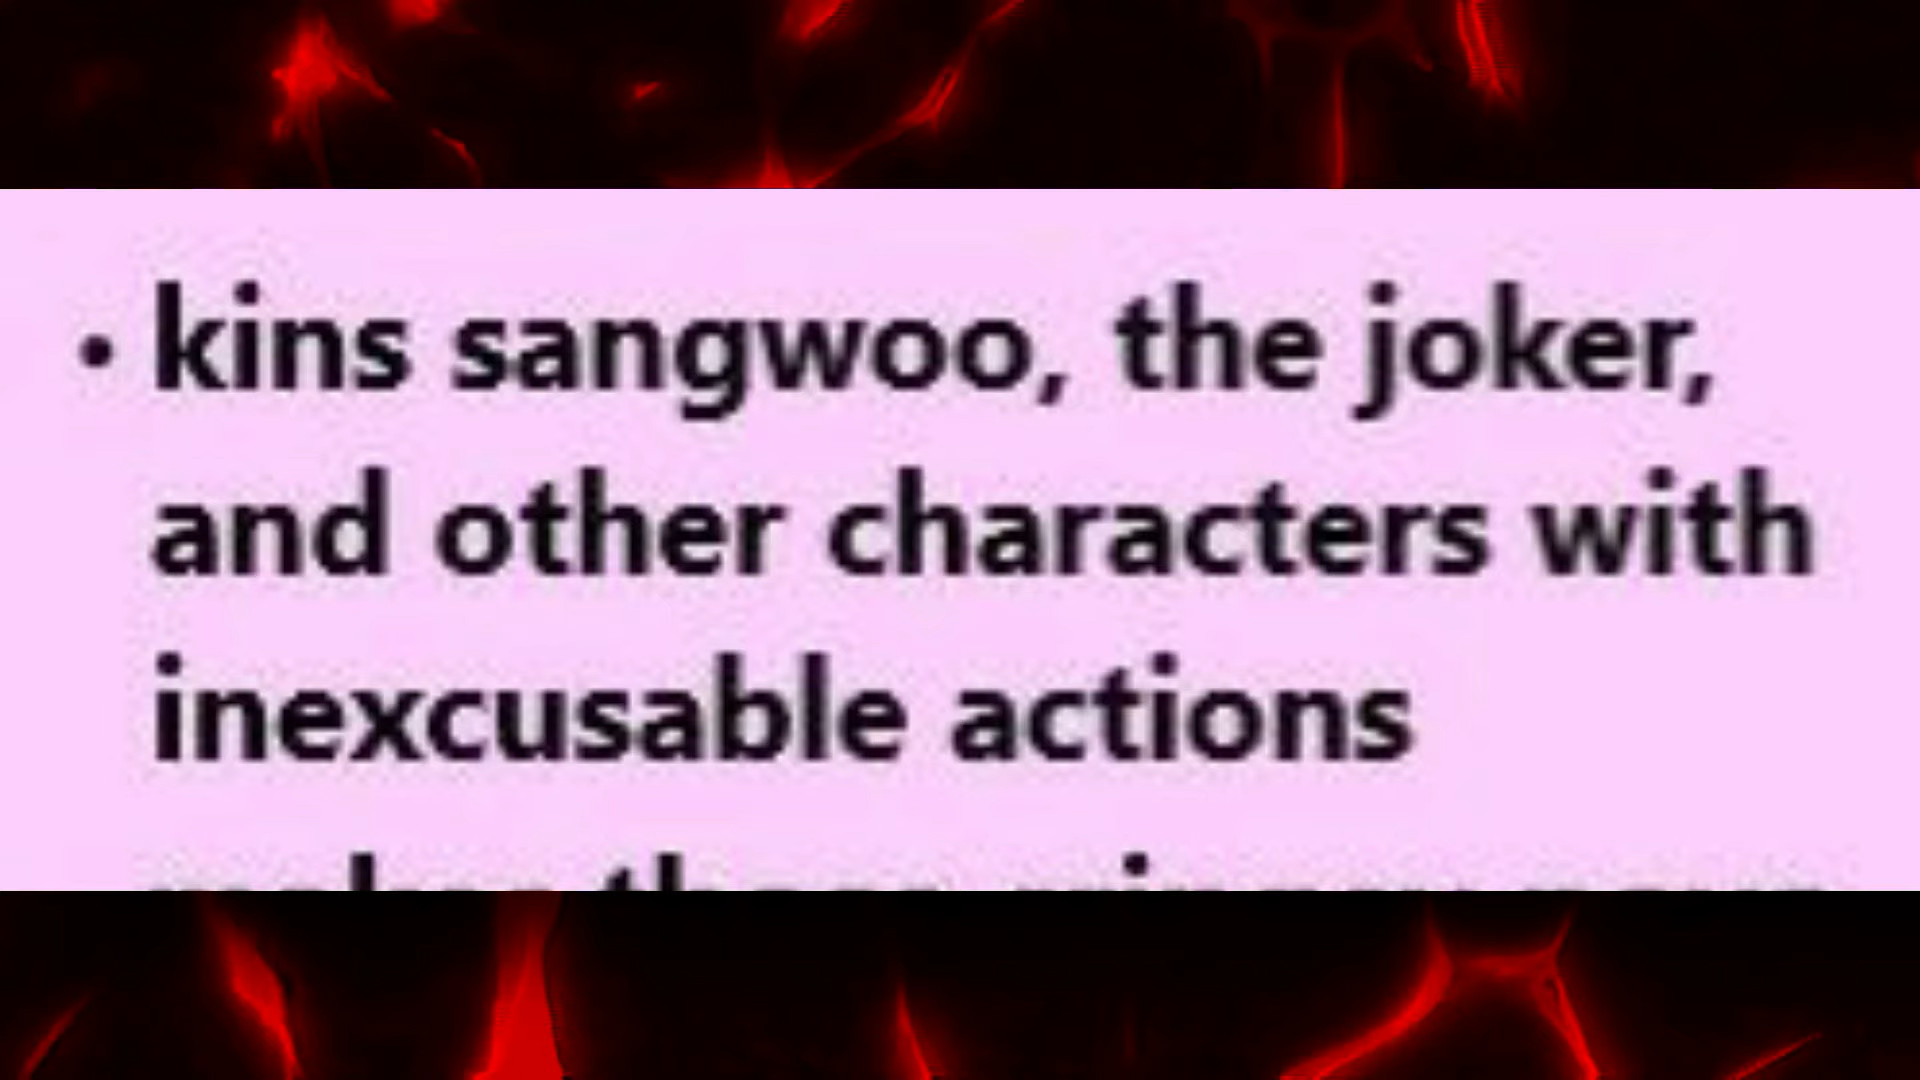 • kins sangwoo, the joker,
and other characters with
inexcusable actions